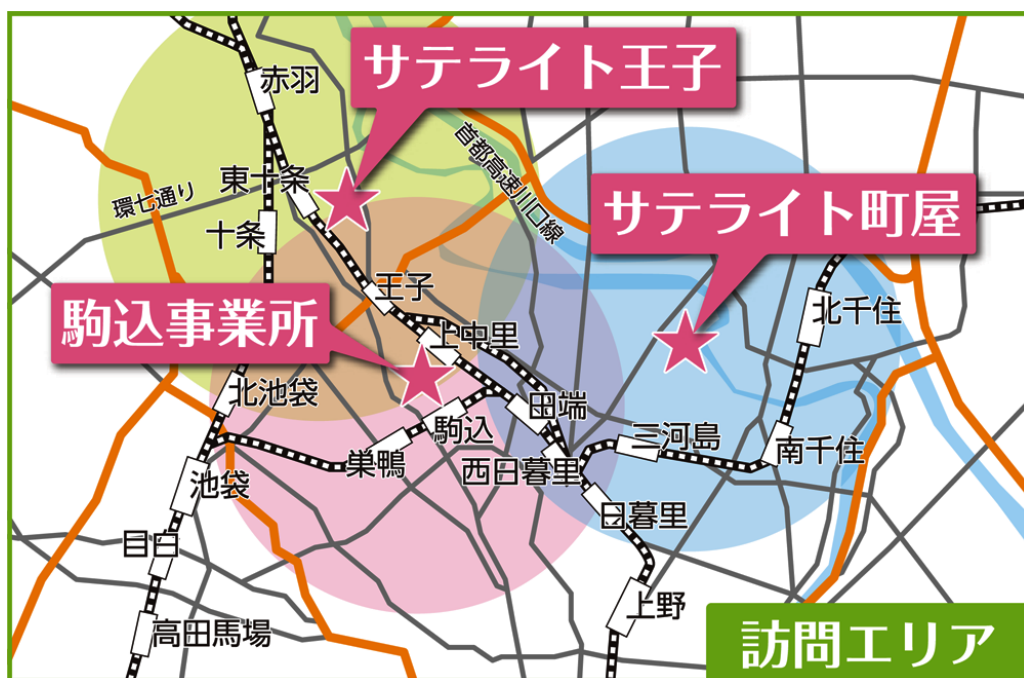 サテライト王子
赤羽
首都高速川口線
東十条
環七通り
サテライト町屋
十条
王子
北千住
駒込事業所
上中里
北池袋
田端
駒込
三河島
南千住
巣鴨
西日暮里
池袋
日暮里
目白
上野
高田馬場
訪問エリア